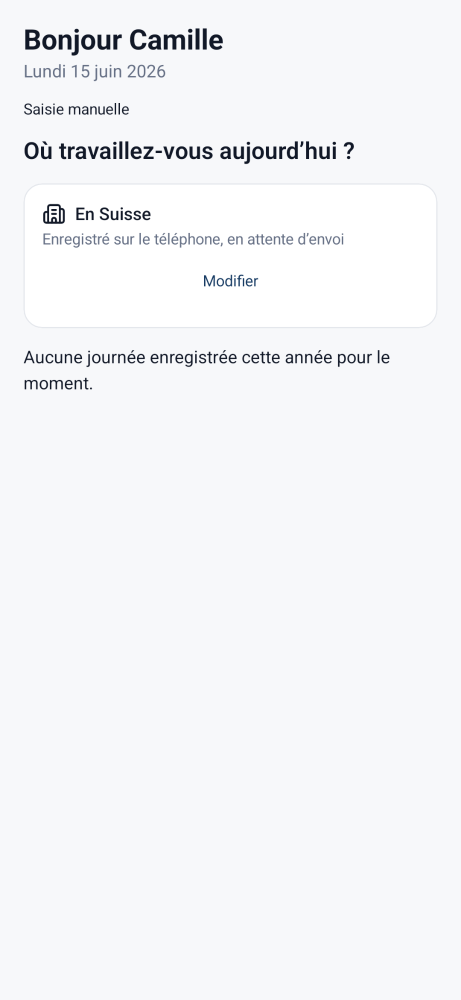 Bonjour Camille
Lundi 15 juin 2026
Saisie manuelle
Où travaillez-vous aujourd’hui ?
En Suisse
Enregistré sur le téléphone, en attente d’envoi
Modifier
Aucune journée enregistrée cette année pour le
moment.